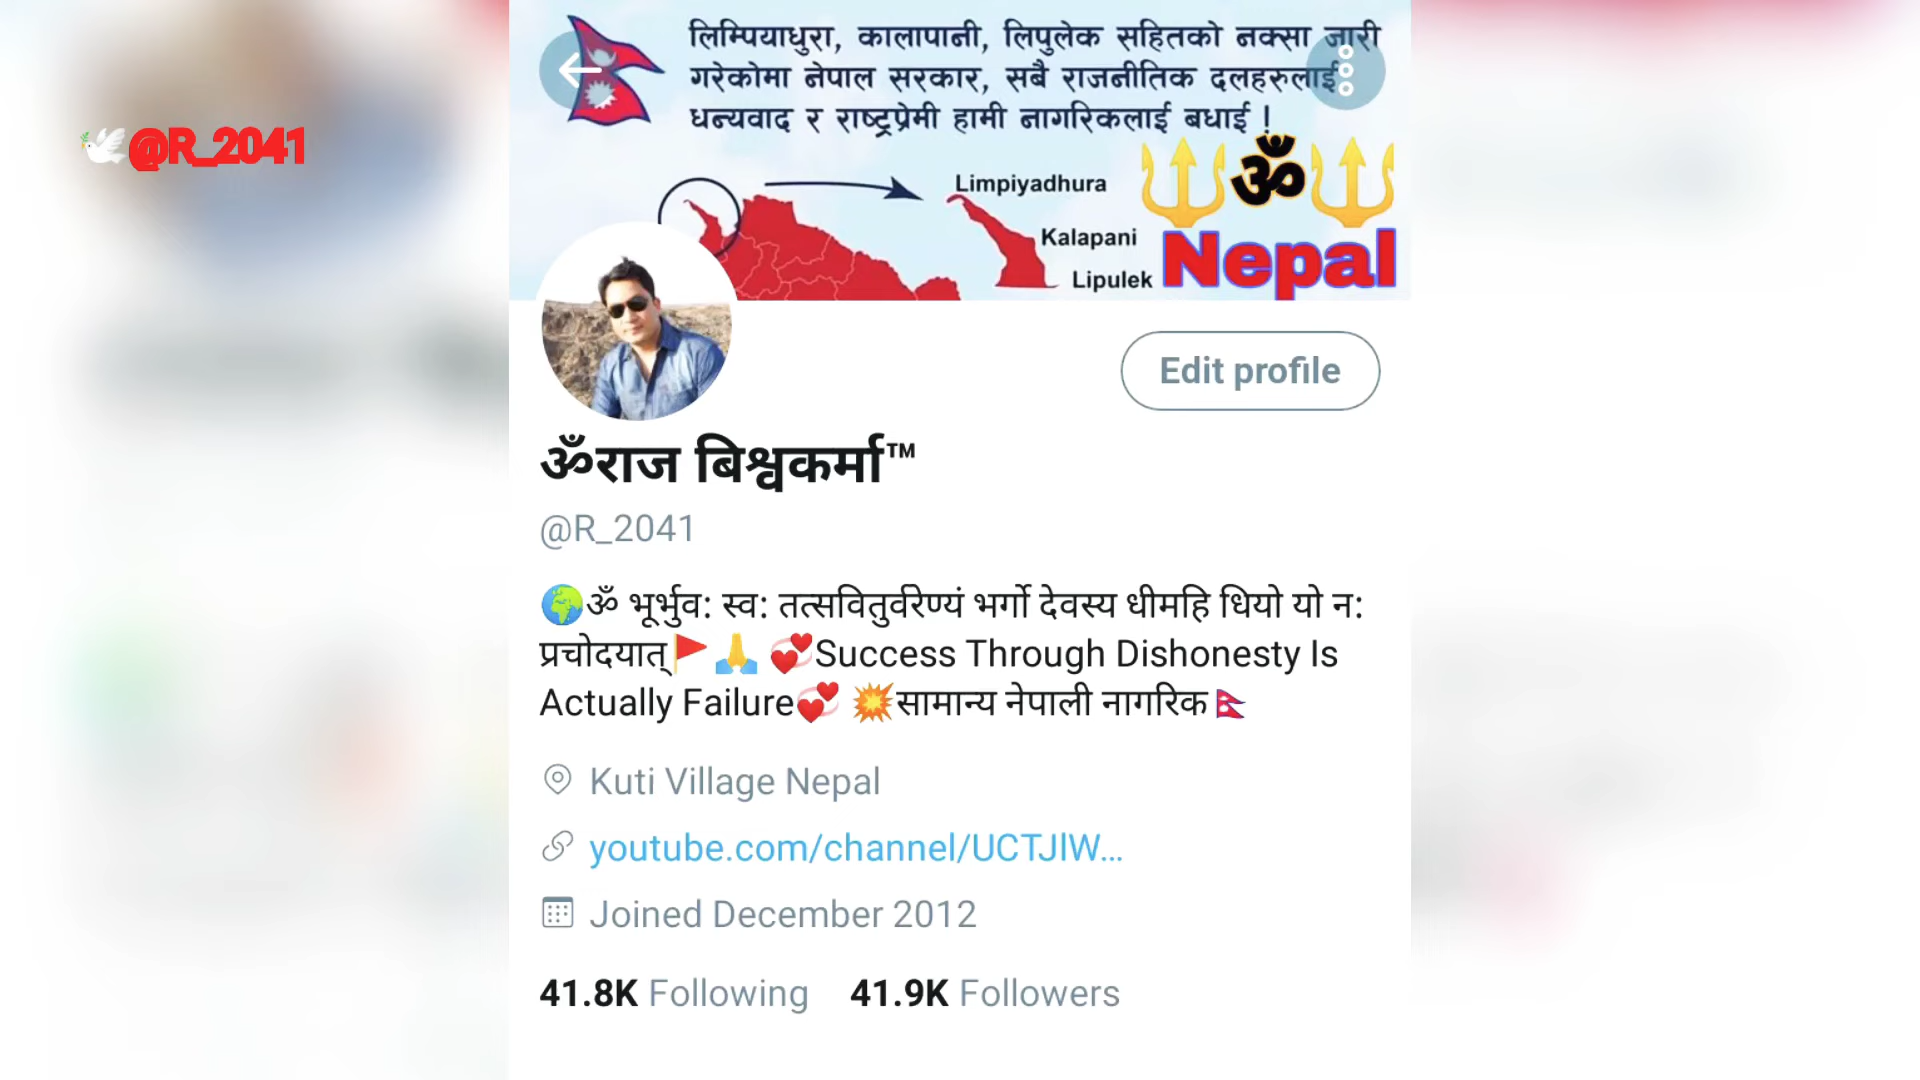 लिम्पियाधुरा, कालापानी, लिपुलेक सहितको नक्सा जारी
गरेकोमा नेपाल सरकार, सबै राजनीतिक दलहरुलाई
धन्यवाद र राष्ट्रप्रेमी हामी नागरिकलाई बधाई !
@R_2041
ॐ
Limpiyadhura
Kalapani
Lipulek
Nepal
Edit profile
ॐराज बिश्वकर्मा™
@R_2041
🌍ॐ भूर्भुव: स्व: तत्सवितुर्वरेण्यं भर्गो देवस्य धीमहि धियो यो न:
प्रचोदयात्🚩🙏 💞Success Through Dishonesty Is
Actually Failure💞 💥सामान्य नेपाली नागरिक🇳🇵
Kuti Village Nepal
youtube.com/channel/UCTJlW...
Joined December 2012
41.8K Following 41.9K Followers